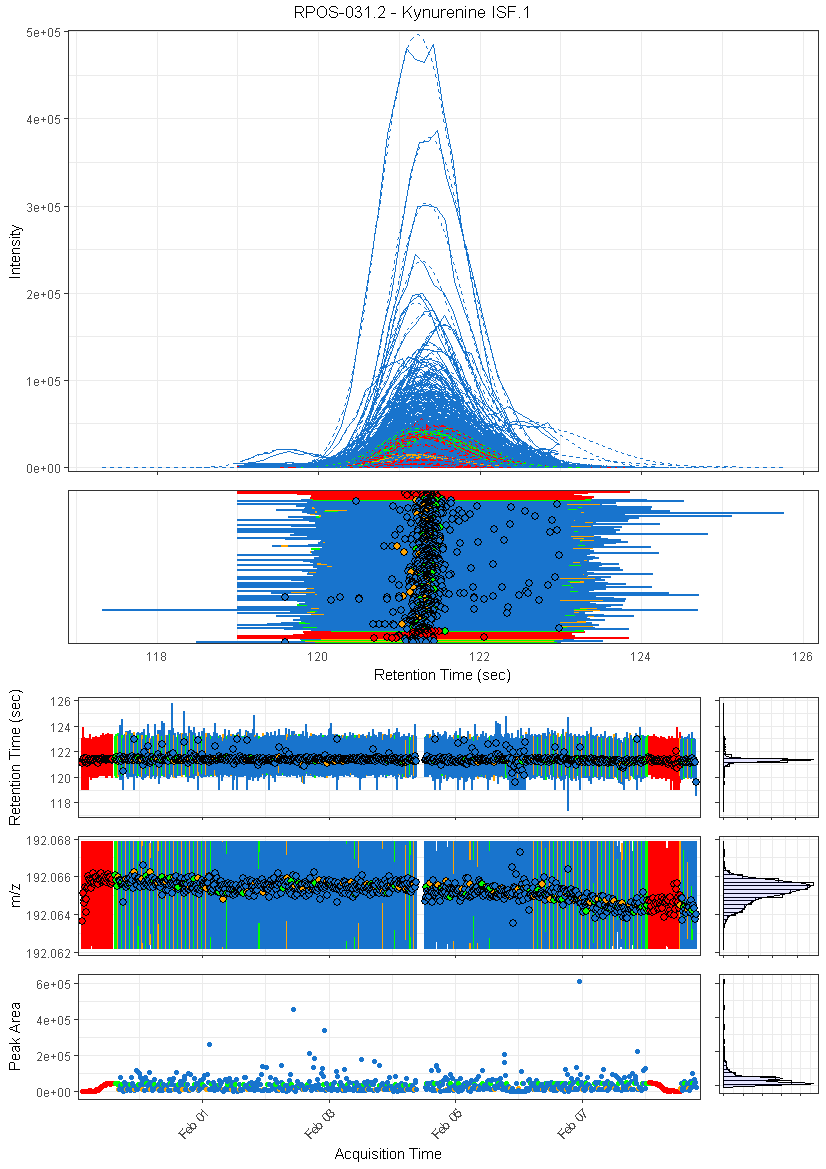 RPOS-031.2 - Kynurenine ISF.1
5e+05
4e+05
3e+05
2e+05
1e+05
0e+00
Intensity
118
120
122
124
126
Retention Time (sec)
126
124
122
120
118
Retention Time (sec)
192.068
192.066
192.064
192.062
m/z
6e+05
4e+05
2e+05
0e+00
Peak Area
Feb 01
Feb 03
Feb 05
Feb 07
Acquisition Time